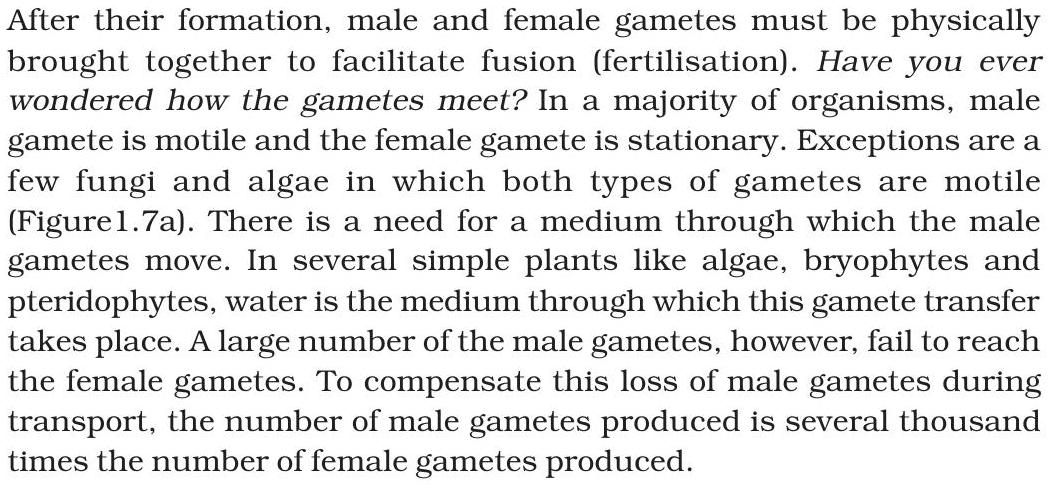 After their formation, male and female gametes must be physically
brought together to facilitate fusion (fertilisation). Have you ever
wondered how the gametes meet? In a majority of organisms, male
gamete is motile and the female gamete is stationary. Exceptions are a
few fungi and algae in which both types of gametes are motile
(Figure1.7a). There is a need for a medium through which the male
gametes move. In several simple plants like algae, bryophytes and
pteridophytes, water is the medium through which this gamete transfer
takes place. A large number of the male gametes, however, fail to reach
the female gametes. To compensate this loss of male gametes during
transport, the number of male gametes produced is several thousand
times the number of female gametes produced.